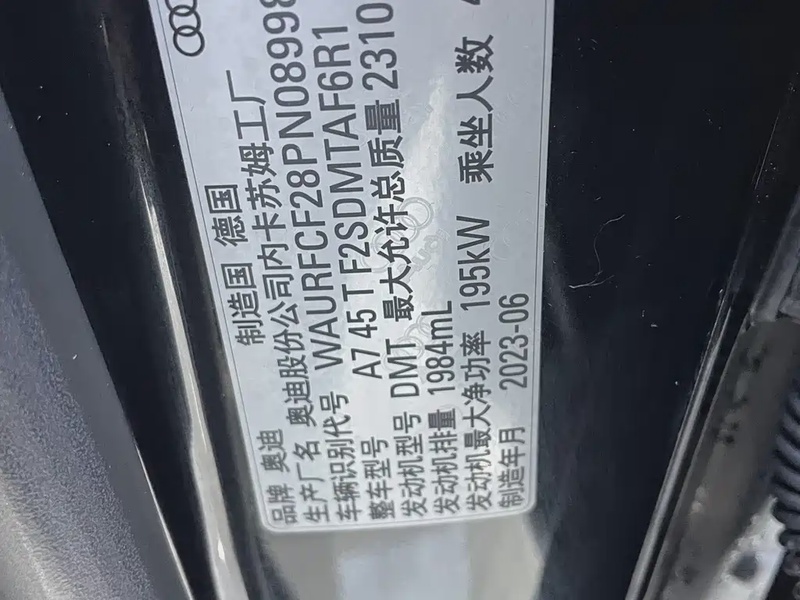 品牌 奥迪 制造国 德国
生产厂名 奥迪股份公司内卡苏姆工厂
车辆识别代号 WAURFCF28PN08998
整车型号 A7 45 T F2SDMTAF6R1
发动机型号 DMT 最大允许总质量 2310
发动机排量 1984mL
发动机最大净功率 195kW 乘坐人数
制造年月 2023-06